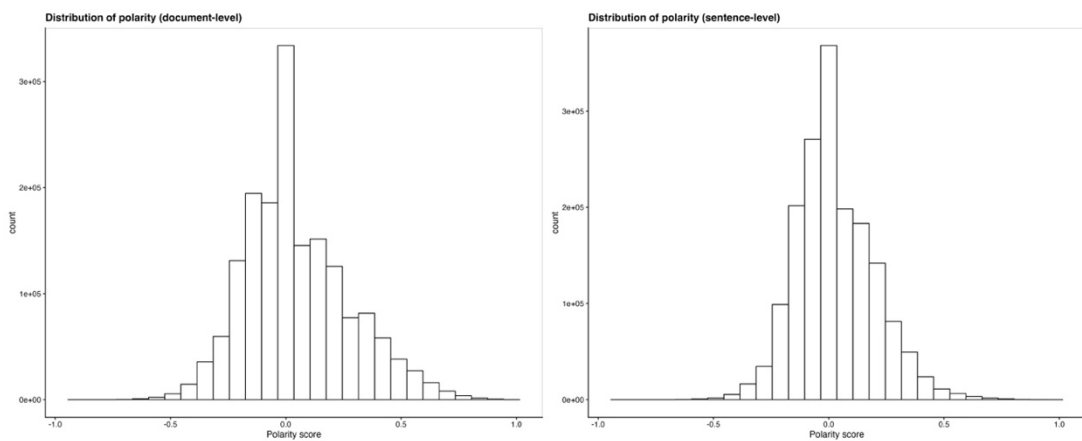 Distribution of polarity (document-level)
3e+05
2e+05
1e+05
0e+00
count
-1.0
-0.5
0.0
0.5
1.0
Polarity score
Distribution of polarity (sentence-level)
3e+05
2e+05
1e+05
0e+00
count
-1.0
-0.5
0.0
0.5
1.0
Polarity score